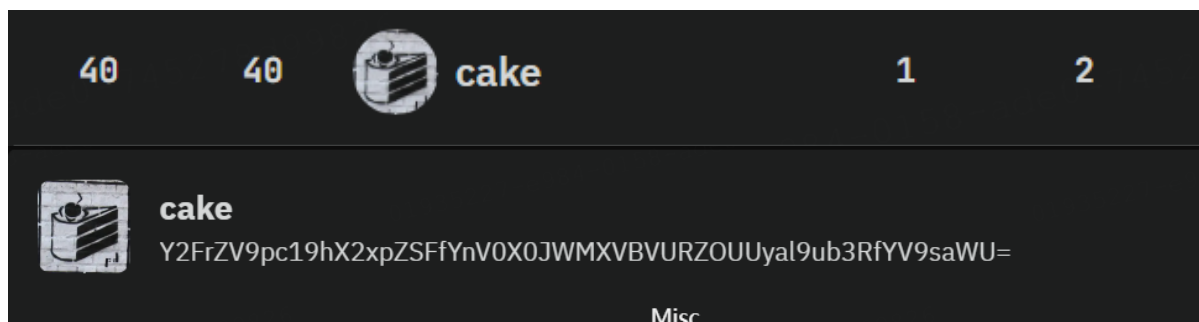 40 40 cake 1 2
cake
Y2FrZV9pc19hX2xpZSFfYnV0X0JWMXVBVURZOUUyal9ub3RfYV9saWU=
Misc